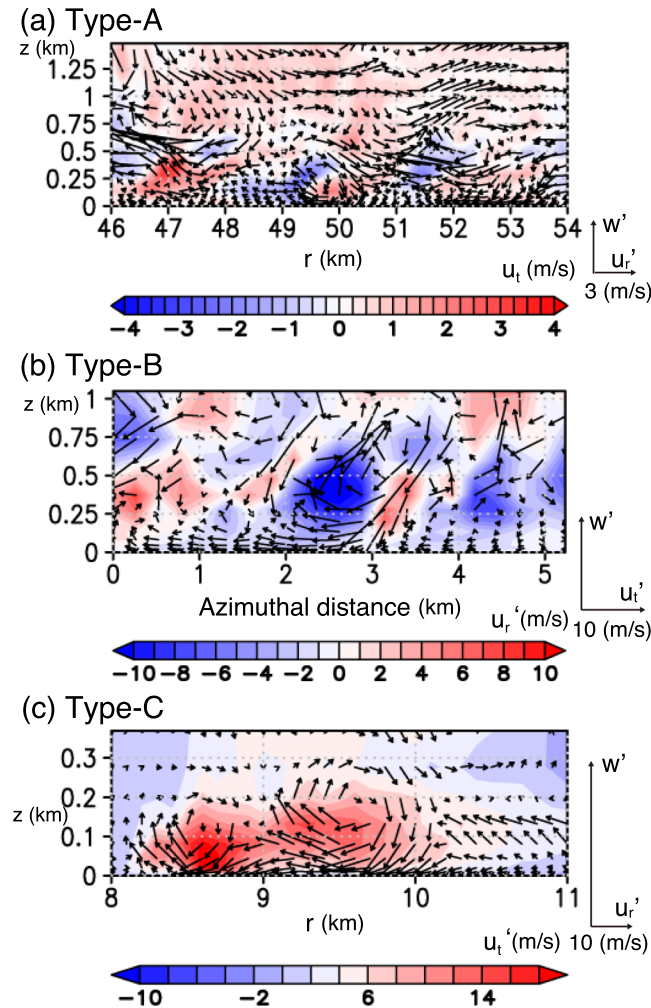 (a) Type-A
z (km)
1.25
1
0.75
0.5
0.25
0
46 47 48 49 50 51 52 53 54
r (km)
w’
u_r’
u_t (m/s)
3 (m/s)
−4 −3 −2 −1 0 1 2 3 4
(b) Type-B
z (km)
1
0.75
0.5
0.25
0
0 1 2 3 4 5
Azimuthal distance (km)
w’
u_t’
u_r ‘(m/s)
10 (m/s)
−10 −8 −6 −4 −2 0 2 4 6 8 10
(c) Type-C
0.3
0.2
z (km)
0.1
0
8 9 10 11
r (km)
w’
u_r’
u_t ‘(m/s)
10 (m/s)
−10 −2 6 14